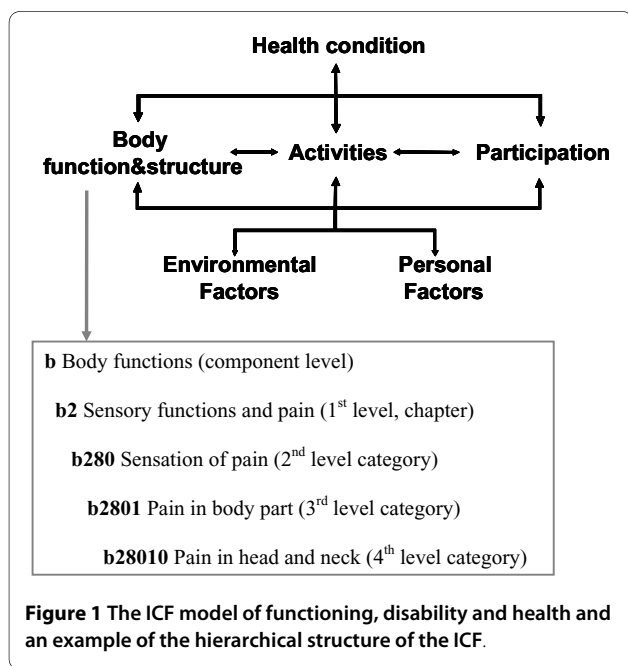 Health condition
Body
function&structure
Activities
Participation
Environmental
Factors
Personal
Factors
b Body functions (component level)
b2 Sensory functions and pain (1st level, chapter)
b280 Sensation of pain (2nd level category)
b2801 Pain in body part (3rd level category)
b28010 Pain in head and neck (4th level category)
Figure 1 The ICF model of functioning, disability and health and
an example of the hierarchical structure of the ICF.